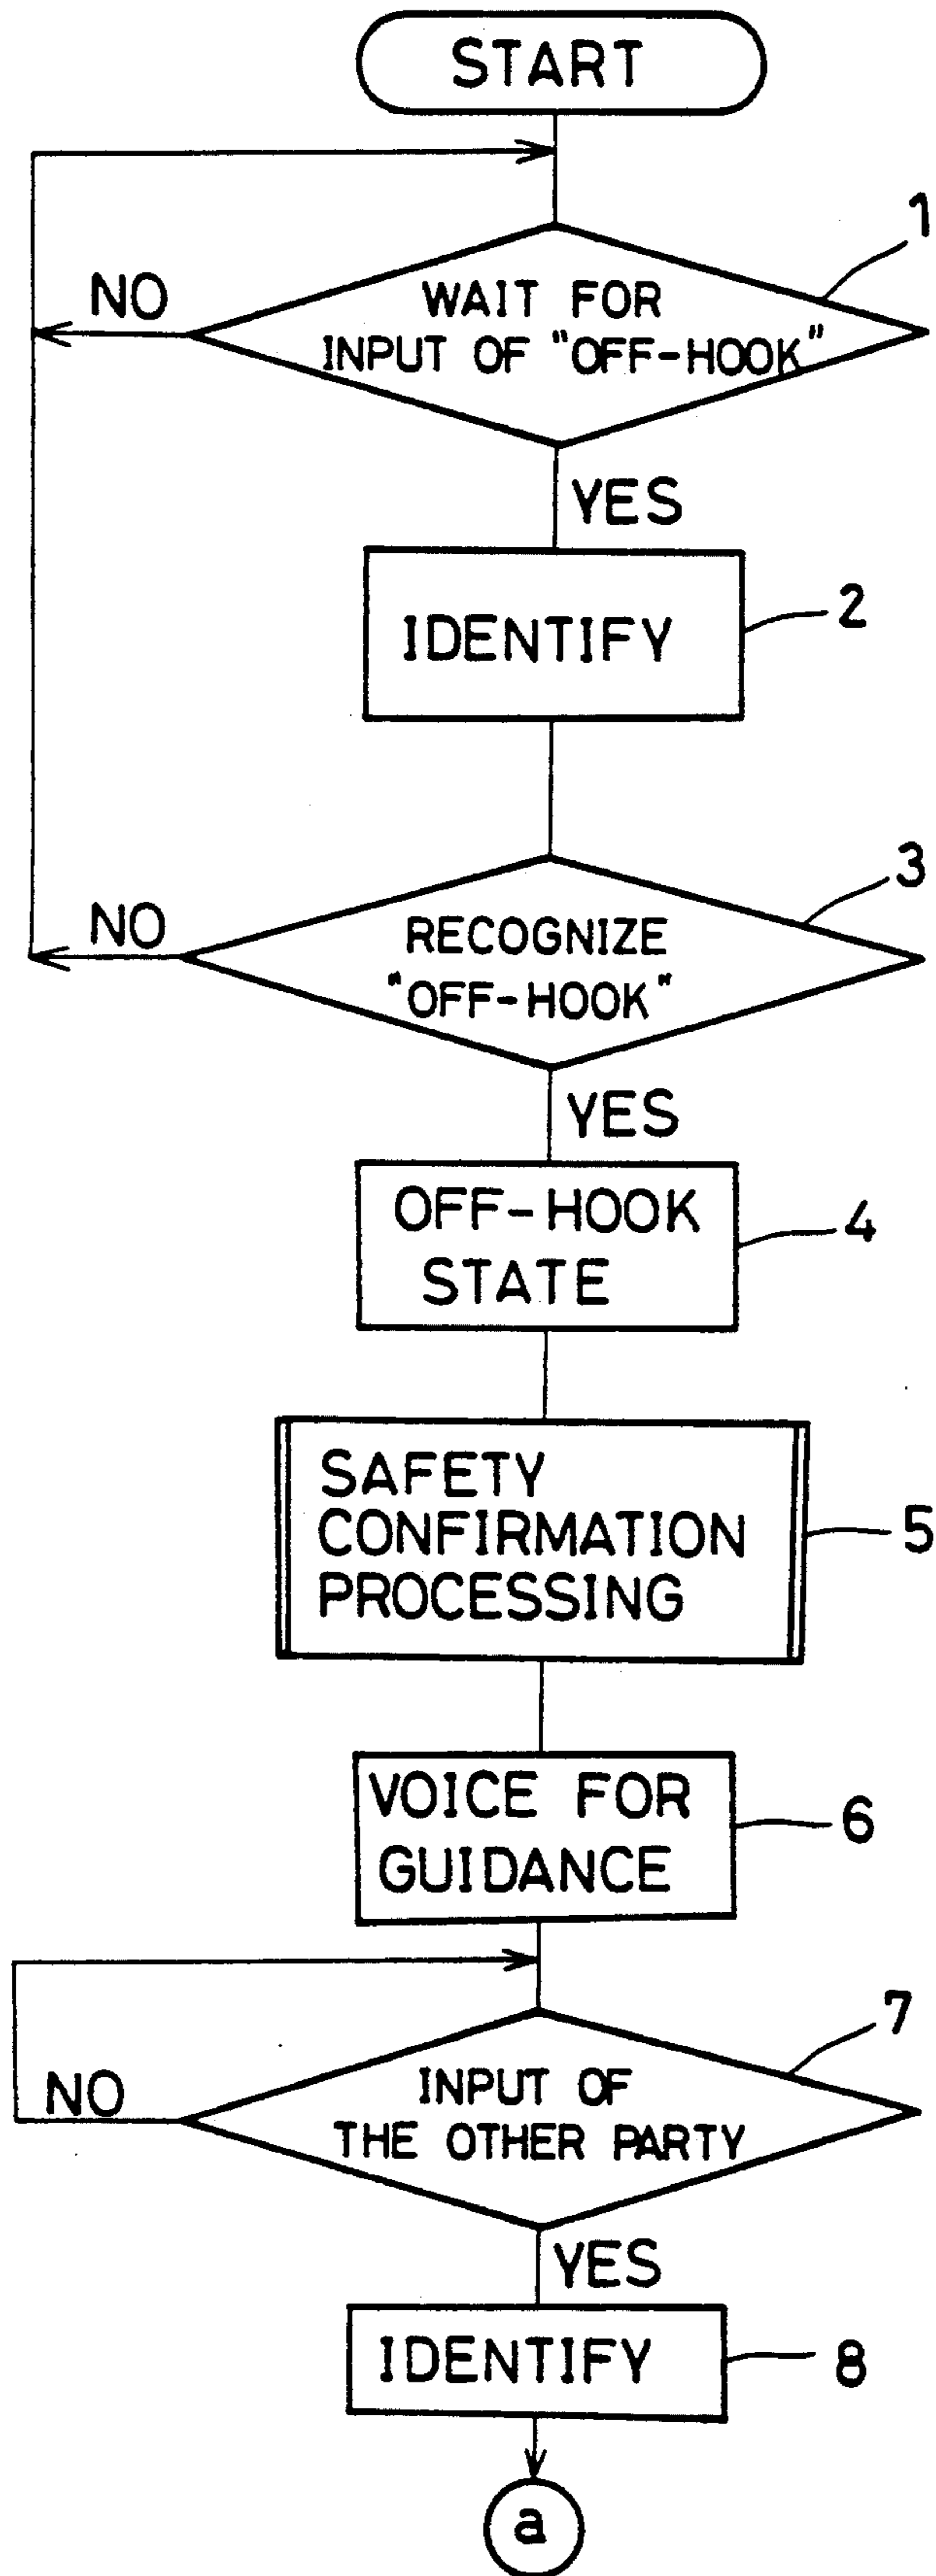 START
1
NO
WAIT FOR
INPUT OF "OFF-HOOK"
YES
IDENTIFY
2
3
NO
RECOGNIZE
"OFF-HOOK"
YES
OFF-HOOK
STATE
4
SAFETY
CONFIRMATION
PROCESSING
5
VOICE FOR
GUIDANCE
6
7
NO
INPUT OF
THE OTHER PARTY
YES
IDENTIFY
8
a